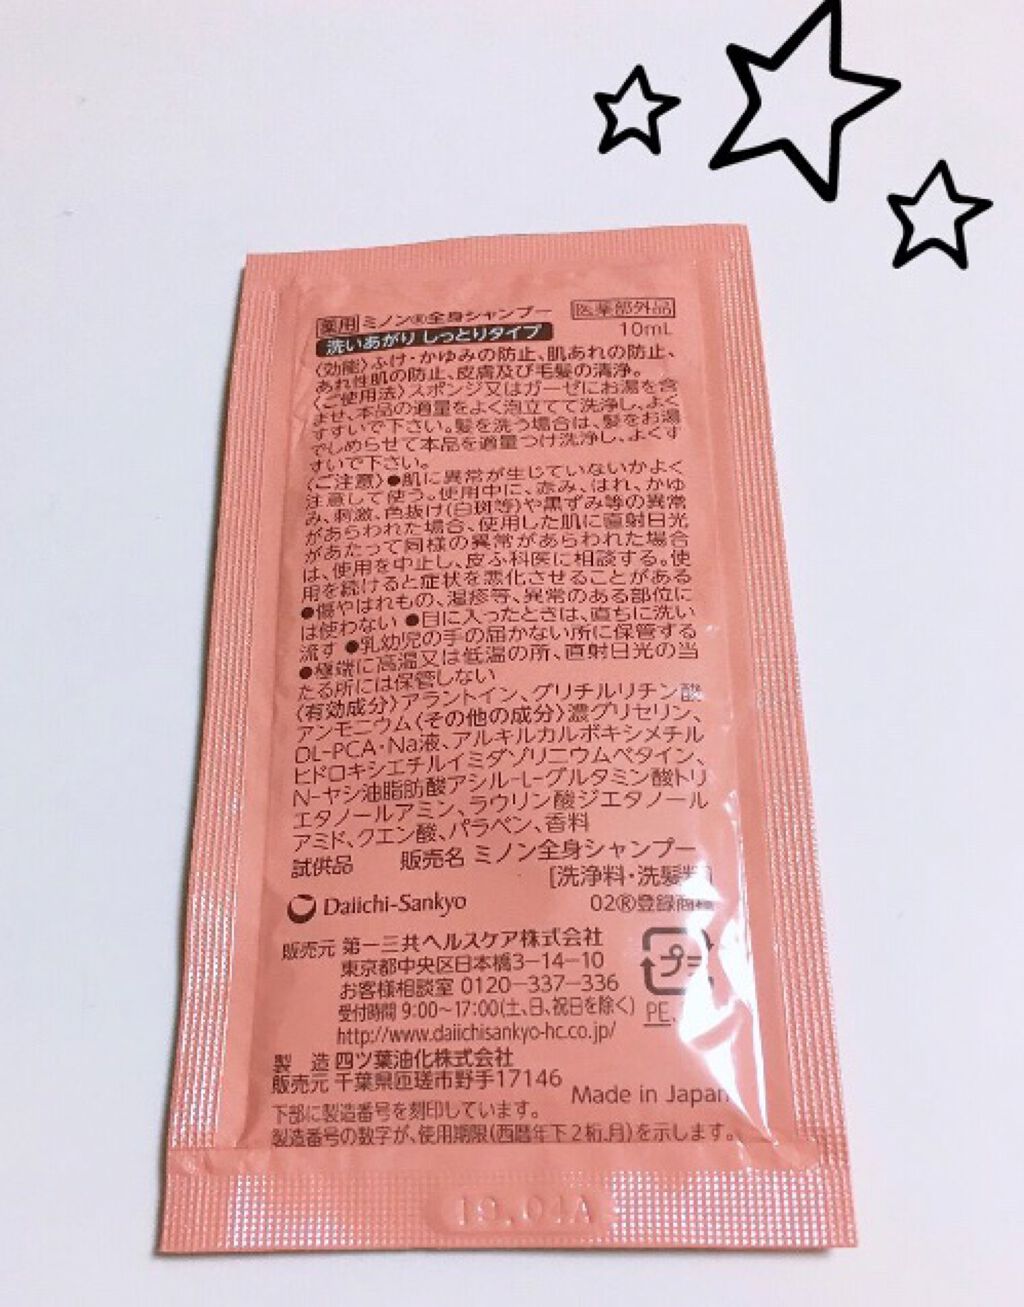 薬用 ミノン®全身シャンプー 医薬部外品
洗いあがり しっとりタイプ 10mL
〈効能〉ふけ・かゆみの防止、肌あれの防止、
あれ性肌の防止、皮膚及び毛髪の清浄。
〈ご使用法〉スポンジ又はガーゼにお湯を含
ませ、本品の適量をよく泡立てて洗浄し、よく
すすいで下さい。髪を洗う場合は、髪をお湯
でしめらせて本品を適量つけ洗浄し、よくす
すいで下さい。
〈ご注意〉●肌に異常が生じていないかよく
注意して使う。使用中に、赤み、はれ、かゆ
み、刺激、色抜け(白斑等)や黒ずみ等の異常
があらわれた場合、使用した肌に直射日光
があたって同様の異常があらわれた場合
は、使用を中止し、皮ふ科医に相談する。使
用を続けると症状を悪化させることがある
●傷やはれもの、湿疹等、異常のある部位に
は使わない ●目に入ったときは、直ちに洗い
流す ●乳幼児の手の届かない所に保管する
●極端に高温又は低温の所、直射日光の当
たる所には保管しない
〈有効成分〉アラントイン、グリチルリチン酸
アンモニウム〈その他の成分〉濃グリセリン、
DL-PCA・Na液、アルキルカルボキシメチル
ヒドロキシエチルイミダゾリニウムベタイン、
N-ヤシ油脂肪酸アシル-L-グルタミン酸トリ
エタノールアミン、ラウリン酸ジエタノール
アミド、クエン酸、パラベン、香料
試供品 販売名 ミノン全身シャンプー
[洗浄料・洗髪料]
Daiichi-Sankyo 02®登録商標
販売元 第一三共ヘルスケア株式会社
東京都中央区日本橋3-14-10
お客様相談室 0120-337-336
受付時間 9:00〜17:00(土、日、祝日を除く)
http://www.daiichisankyo-hc.co.jp/
プラ
PE、
製 造 四ツ葉油化株式会社
販売元 千葉県匝瑳市野手17146
Made in Japan
下部に製造番号を刻印しています。
製造番号の数字が、使用期限(西暦年下2桁.月)を示します。
19.04A